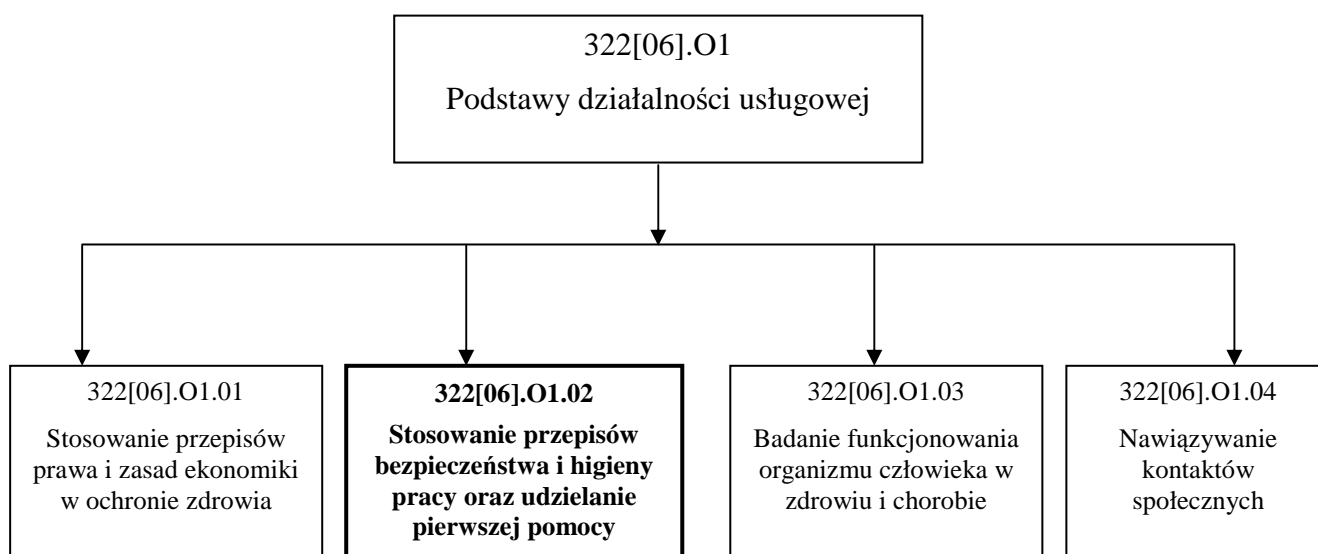 322[06].O1
Podstawy działalności usługowej
322[06].O1.01
Stosowanie przepisów
prawa i zasad ekonomiki
w ochronie zdrowia
322[06].O1.02
Stosowanie przepisów
bezpieczeństwa i higieny
pracy oraz udzielanie
pierwszej pomocy
322[06].O1.03
Badanie funkcjonowania
organizmu człowieka w
zdrowiu i chorobie
322[06].O1.04
Nawiązywanie
kontaktów
społecznych